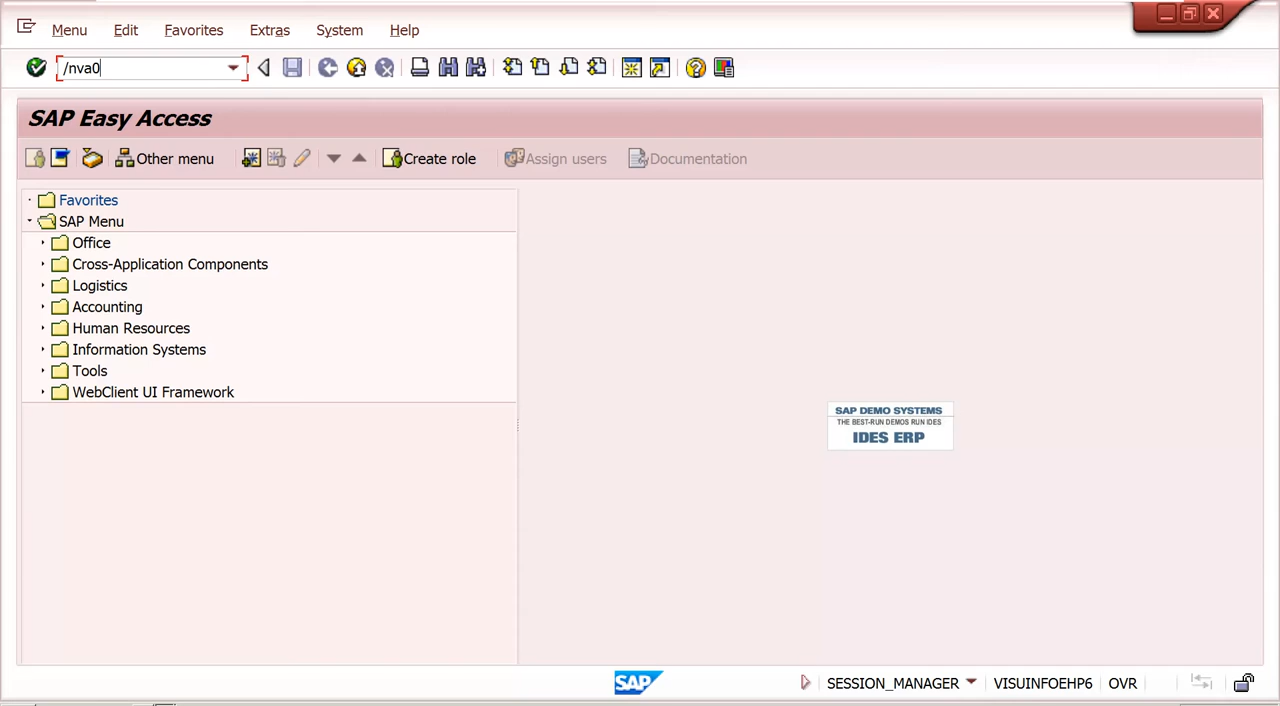 Menu Edit Favorites Extras System Help
/nva0
SAP Easy Access
Other menu Create role Assign users Documentation
Favorites
SAP Menu
Office
Cross-Application Components
Logistics
Accounting
Human Resources
Information Systems
Tools
WebClient UI Framework
SAP DEMO SYSTEMS
THE BEST-RUN DEMOS RUN IDES
IDES ERP
SAP SESSION_MANAGER VISUINFOEHP6 OVR